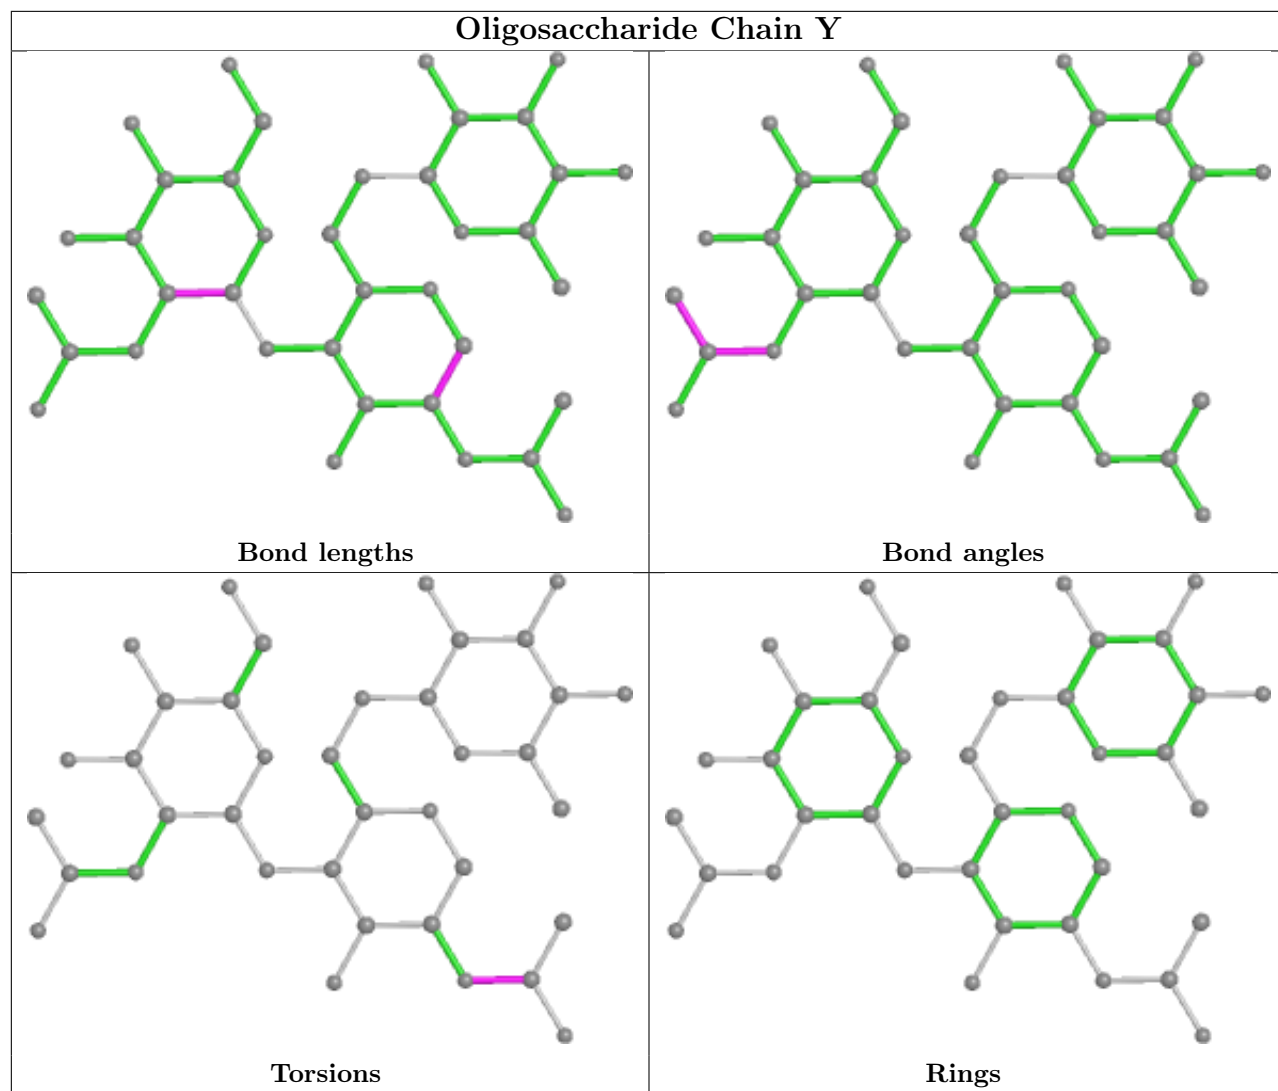 Oligosaccharide Chain Y
Bond lengths
Bond angles
Torsions
Rings